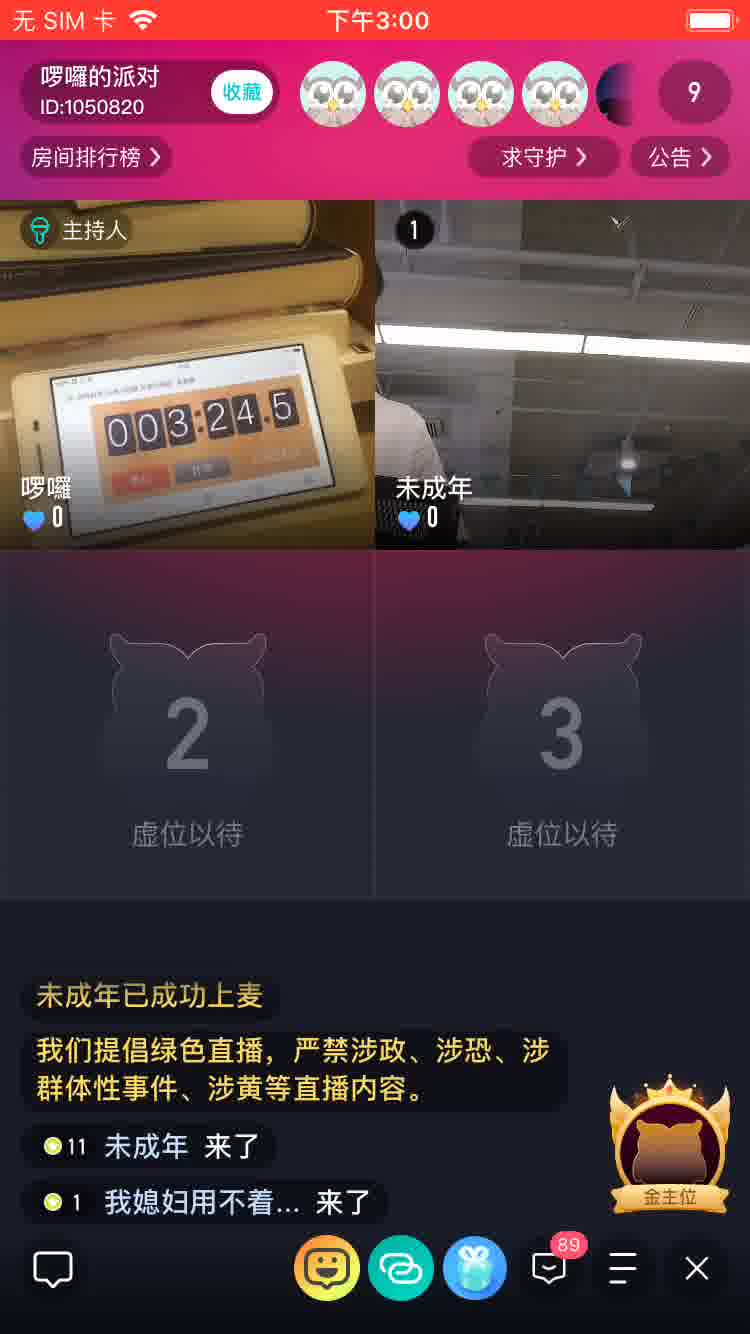 无 SIM 卡
下午3:00
啰囉的派对
ID:1050820
收藏
9
房间排行榜
求守护
公告
主持人
1
003:24.5
啰囉
0
未成年
0
2
虚位以待
3
虚位以待
未成年已成功上麦
我们提倡绿色直播，严禁涉政、涉恐、涉
群体性事件、涉黄等直播内容。
11 未成年 来了
1 我媳妇用不着... 来了
金主位
89